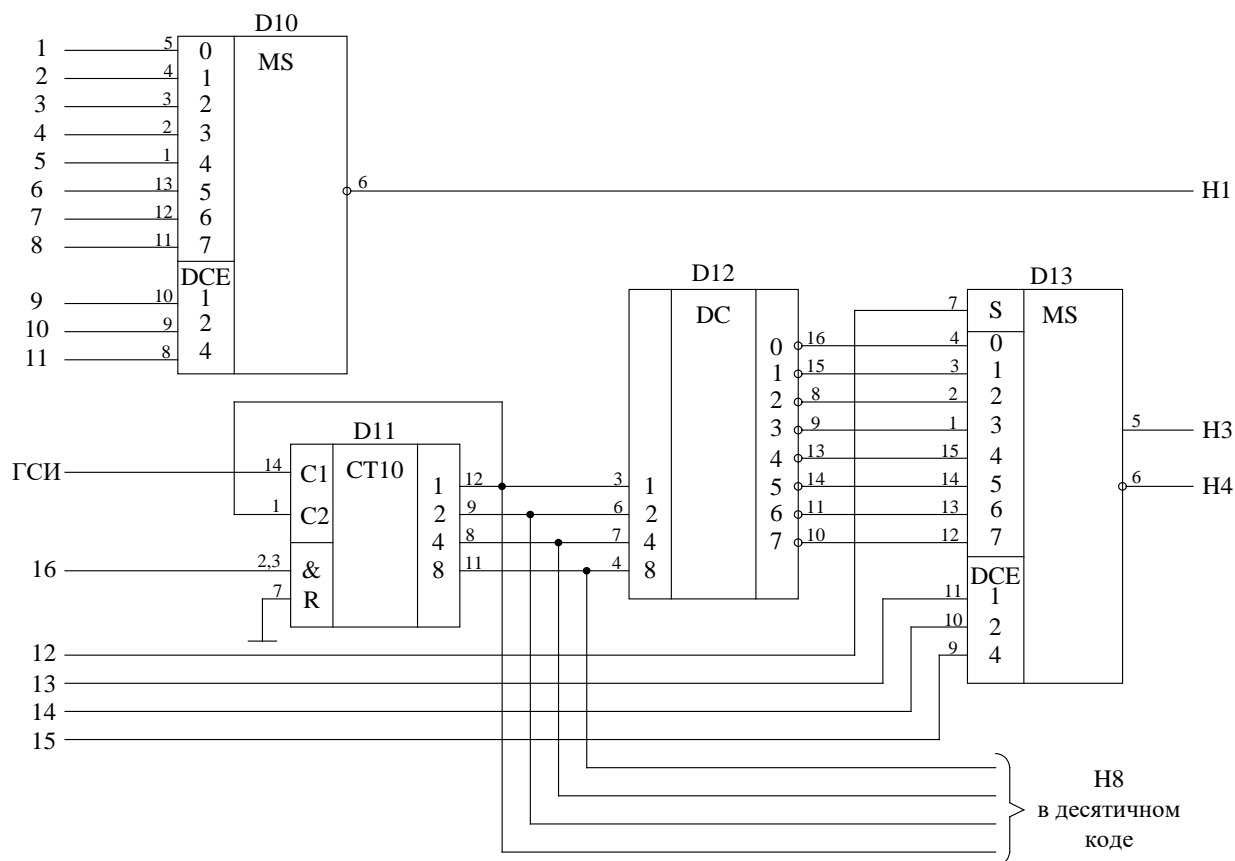 D10
1 5 0 MS
2 4 1
3 3 2
4 2 3
5 1 4
6 13 5 6 H1
7 12 6
8 11 7
DCE
9 10 1
10 9 2
11 8 4
D12
DC
0 16
1 15
2 8
3 9
4 13
5 14
6 11
7 10
3 1
6 2
7 4
4 8
D13
7 S MS
4 0
3 1
2 2
1 3
15 4
14 5
13 6
12 7
DCE
11 1
10 2
9 4
5 H3
6 H4
D11
ГСИ 14 C1 CT10
1 C2
16 2,3 &
7 R
1 12
2 9
4 8
8 11
12
13
14
15
H8
в десятичном
коде